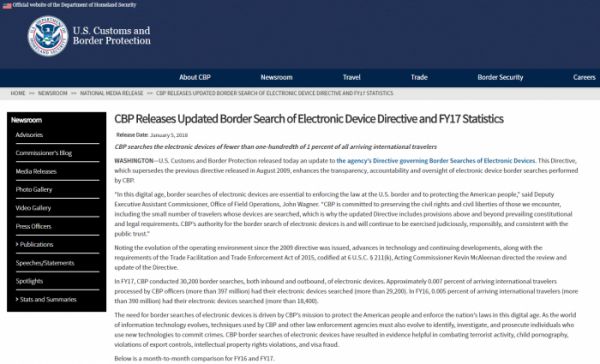 Official website of the Department of Homeland Security
U.S. Customs and
Border Protection
About CBP Newsroom Travel Trade Border Security Careers
HOME >> NEWSROOM >> NATIONAL MEDIA RELEASE >> CBP RELEASES UPDATED BORDER SEARCH OF ELECTRONIC DEVICE DIRECTIVE AND FY17 STATISTICS
Newsroom
Advisories
Commissioner's Blog
Media Releases
Photo Gallery
Video Gallery
Press Officers
> Publications
Speeches/Statements
Spotlights
> Stats and Summaries
CBP Releases Updated Border Search of Electronic Device Directive and FY17 Statistics
Release Date: January 5, 2018
CBP searches the electronic devices of fewer than one-hundredth of 1 percent of all arriving international travelers
WASHINGTON—U.S. Customs and Border Protection released today an update to the agency's Directive governing Border Searches of Electronic Devices. This Directive,
which supersedes the previous directive released in August 2009, enhances the transparency, accountability and oversight of electronic device border searches performed
by CBP.
"In this digital age, border searches of electronic devices are essential to enforcing the law at the U.S. border and to protecting the American people," said Deputy
Executive Assistant Commissioner, Office of Field Operations, John Wagner. "CBP is committed to preserving the civil rights and civil liberties of those we encounter,
including the small number of travelers whose devices are searched, which is why the updated Directive includes provisions above and beyond prevailing constitutional
and legal requirements. CBP's authority for the border search of electronic devices is and will continue to be exercised judiciously, responsibly, and consistent with the
public trust."
Noting the evolution of the operating environment since the 2009 directive was issued, advances in technology and continuing developments, along with the
requirements of the Trade Facilitation and Trade Enforcement Act of 2015, codified at 6 U.S.C. § 211(k), Acting Commissioner Kevin McAleenan directed the review and
update of the Directive.
In FY17, CBP conducted 30,200 border searches, both inbound and outbound, of electronic devices. Approximately 0.007 percent of arriving international travelers
processed by CBP officers (more than 397 million) had their electronic devices searched (more than 29,200). In FY16, 0.005 percent of arriving international travelers (more
than 390 million) had their electronic devices searched (more than 18,400).
The need for border searches of electronic devices is driven by CBP's mission to protect the American people and enforce the nation's laws in this digital age. As the world
of information technology evolves, techniques used by CBP and other law enforcement agencies must also evolve to identify, investigate, and prosecute individuals who
use new technologies to commit crimes. CBP border searches of electronic devices have resulted in evidence helpful in combating terrorist activity, child pornography,
violations of export controls, intellectual property rights violations, and visa fraud.
Below is a month-to-month comparison for FY16 and FY17.